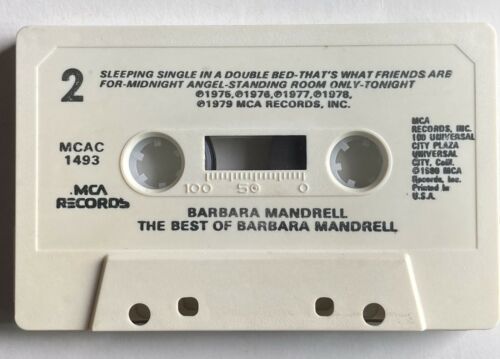 2
SLEEPING SINGLE IN A DOUBLE BED-THAT'S WHAT FRIENDS ARE
FOR-MIDNIGHT ANGEL-STANDING ROOM ONLY-TONIGHT
℗1975,℗1976,℗1977,℗1978,
℗1979 MCA RECORDS, INC.
MCAC
1493
MCA
RECORDS
100 50 0
MCA
RECORDS, INC.
100 UNIVERSAL
CITY PLAZA
UNIVERSAL
CITY, Calif.
©1980 MCA
Records, Inc.
Printed in
U.S.A.
BARBARA MANDRELL
THE BEST OF BARBARA MANDRELL